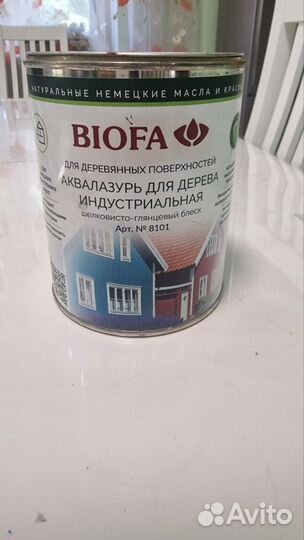 НАТУРАЛЬНЫЕ НЕМЕЦКИЕ МАСЛА И КРАСКИ
BIOFA
ДЛЯ ДЕРЕВЯННЫХ ПОВЕРХНОСТЕЙ
АКВАЛАЗУРЬ ДЛЯ ДЕРЕВА
ИНДУСТРИАЛЬНАЯ
шелковисто-глянцевый блеск
Арт. № 8101
Avito